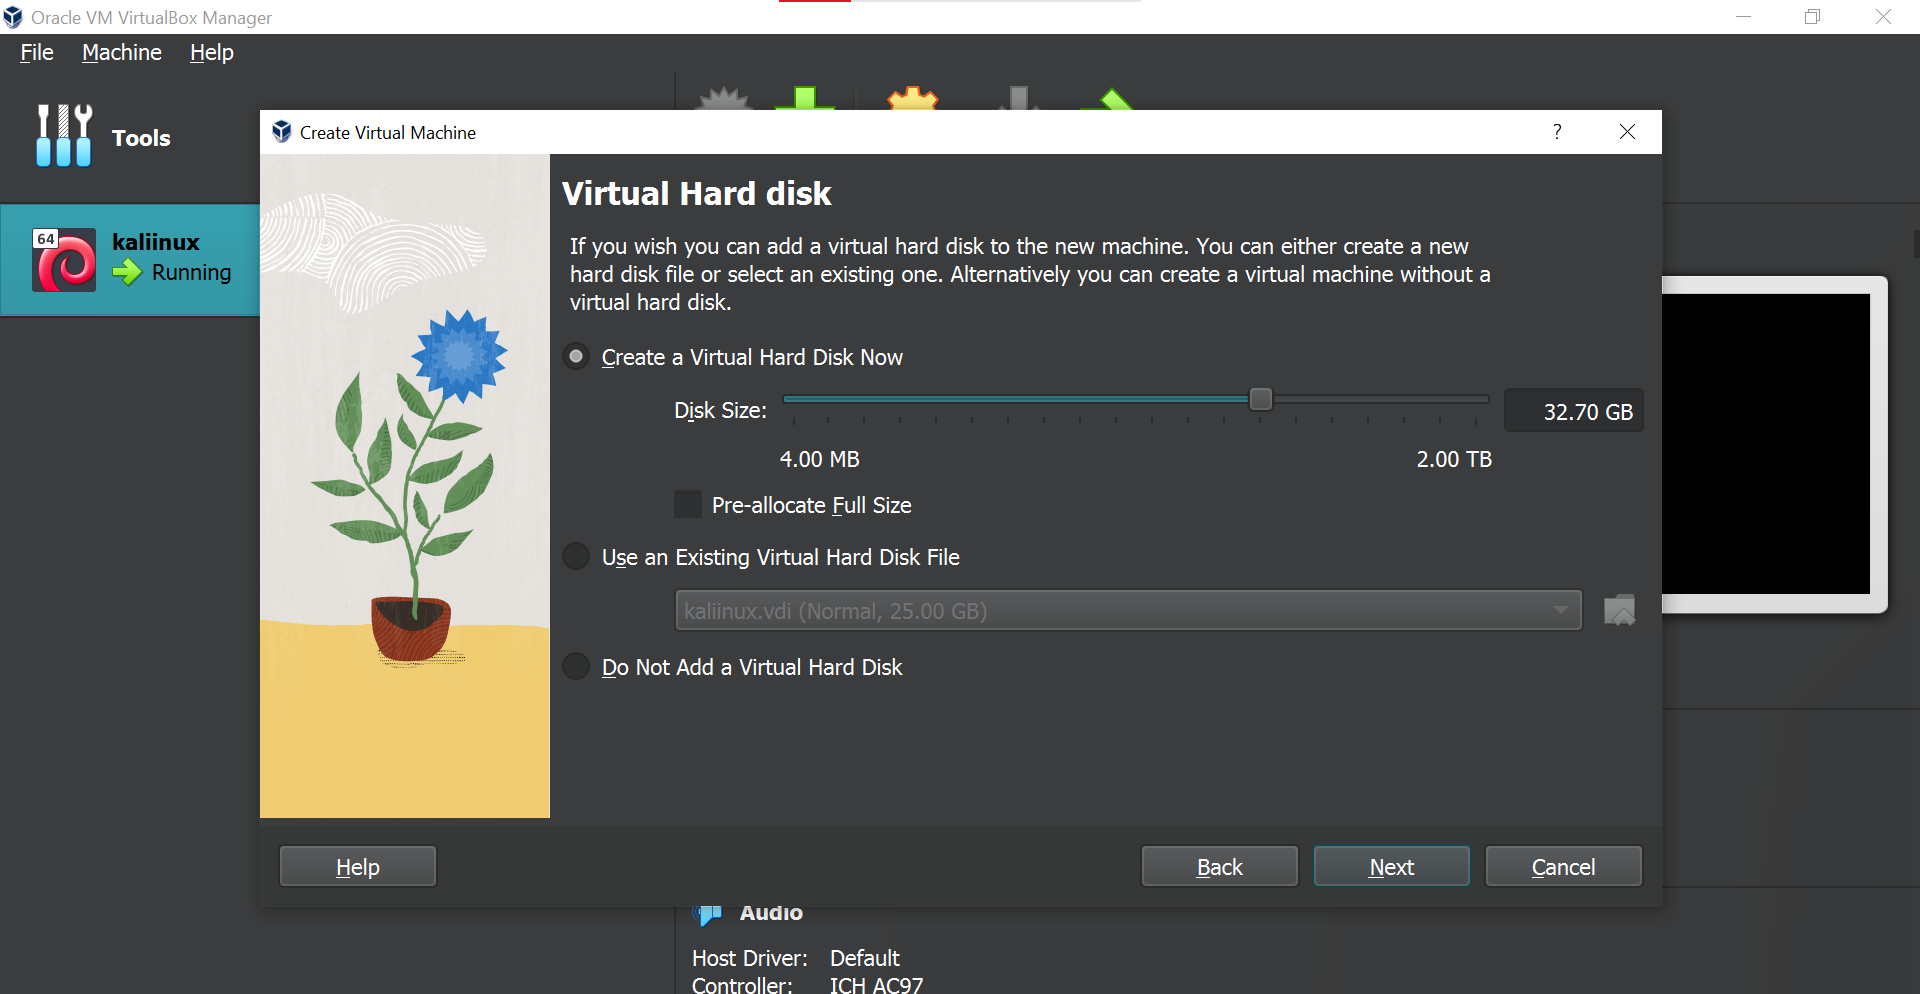 Oracle VM VirtualBox Manager
File Machine Help
Tools
64
kaliinux
Running
Create Virtual Machine
?
Virtual Hard disk
If you wish you can add a virtual hard disk to the new machine. You can either create a new
hard disk file or select an existing one. Alternatively you can create a virtual machine without a
virtual hard disk.
Create a Virtual Hard Disk Now
Disk Size:
32.70 GB
4.00 MB
2.00 TB
Pre-allocate Full Size
Use an Existing Virtual Hard Disk File
kaliinux.vdi (Normal, 25.00 GB)
Do Not Add a Virtual Hard Disk
Help
Back
Next
Cancel
Audio
Host Driver: Default
Controller: ICH AC97